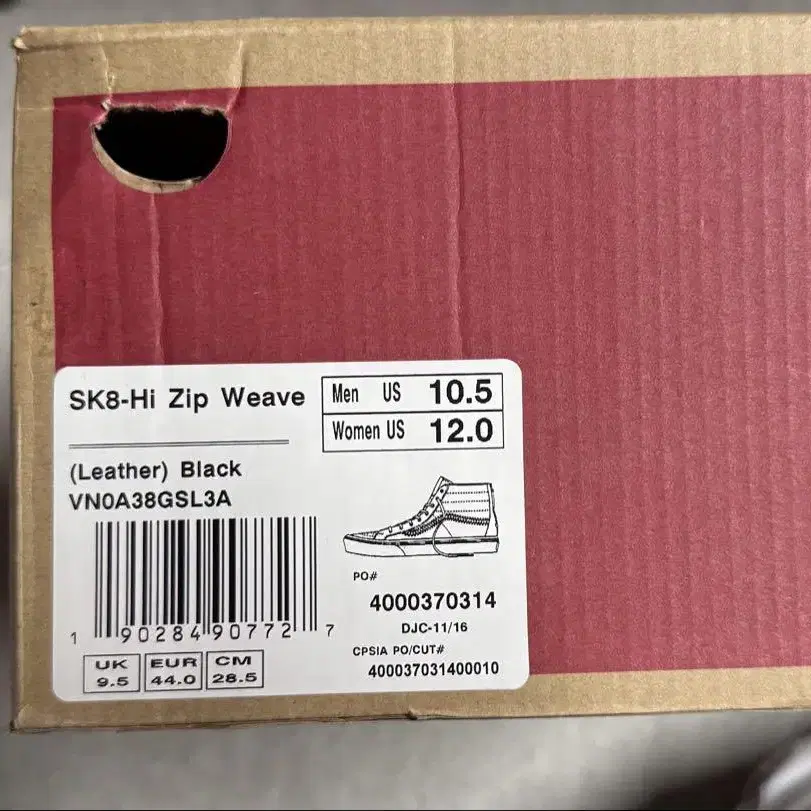 SK8-Hi Zip Weave
Men US 10.5
Women US 12.0
(Leather) Black
VN0A38GSL3A
1 90284 90772 7
PO#
4000370314
DJC-11/16
CPSIA PO/CUT#
400037031400010
UK EUR CM
9.5 44.0 28.5